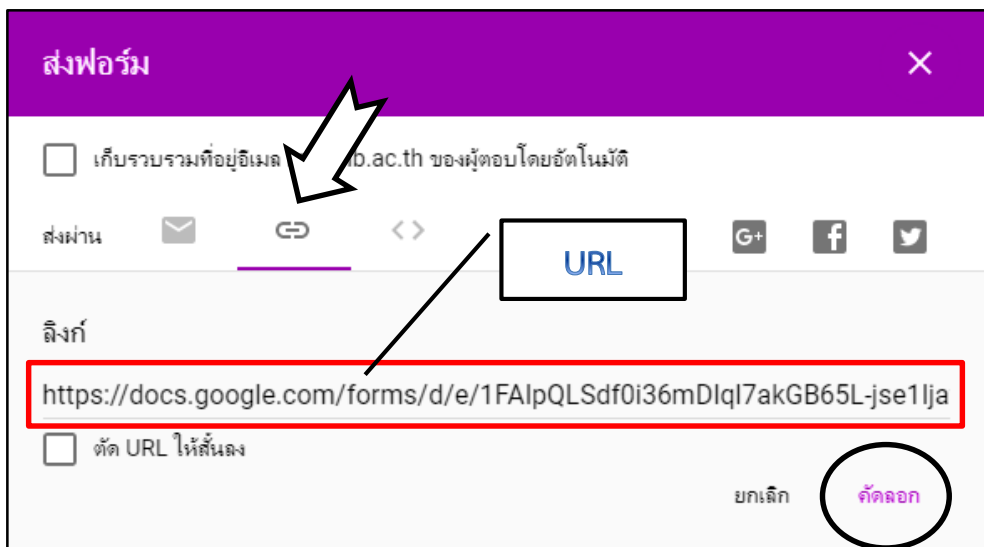 ส่งฟอร์ม
เก็บรวบรวมที่อยู่อีเมล b.ac.th ของผู้ตอบโดยอัตโนมัติ
ส่งผ่าน
G+ f
URL
ลิงก์
https://docs.google.com/forms/d/e/1FAIpQLSdf0i36mDlqI7akGB65L-jse1Ija
ตัด URL ให้สั้นลง
ยกเลิก คัดลอก